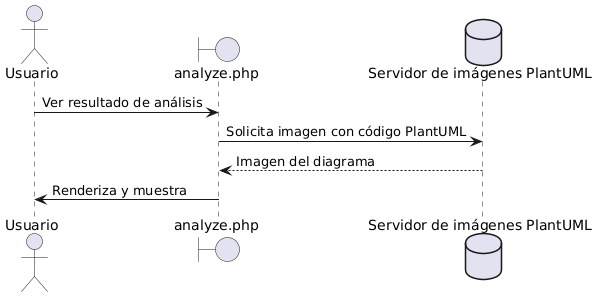 Usuario
analyze.php
Servidor de imágenes PlantUML
Ver resultado de análisis
Solicita imagen con código PlantUML
Imagen del diagrama
Renderiza y muestra
Usuario
analyze.php
Servidor de imágenes PlantUML